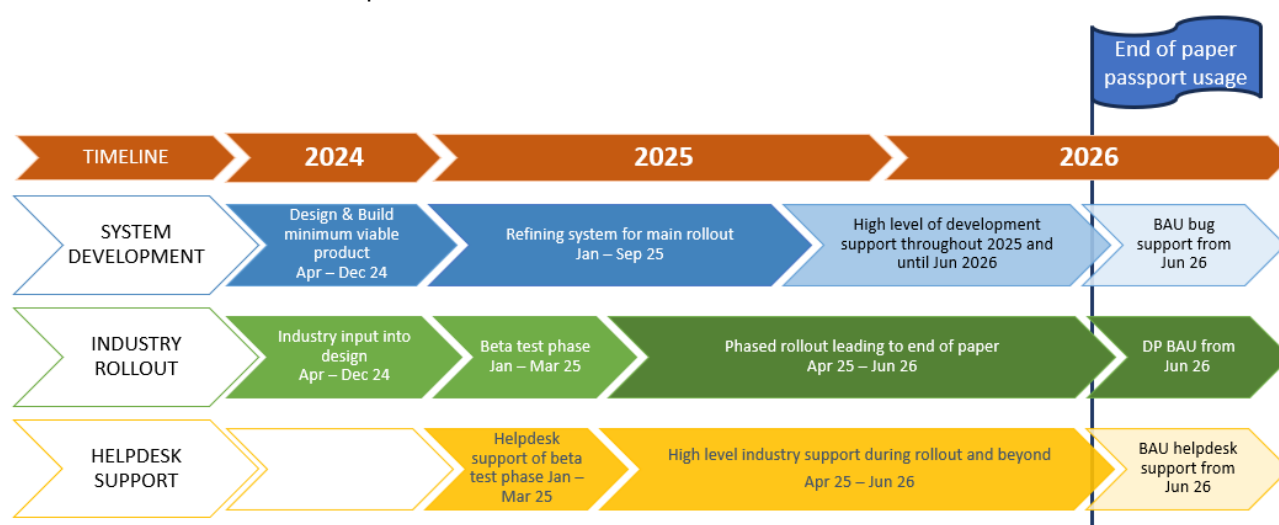 End of paper
passport usage
TIMELINE
2024
2025
2026
SYSTEM
DEVELOPMENT
Design & Build
minimum viable
product
Apr – Dec 24
Refining system for main rollout
Jan – Sep 25
High level of development
support throughout 2025 and
until Jun 2026
BAU bug
support from
Jun 26
INDUSTRY
ROLLOUT
Industry input into
design
Apr – Dec 24
Beta test phase
Jan – Mar 25
Phased rollout leading to end of paper
Apr 25 – Jun 26
DP BAU from
Jun 26
HELPDESK
SUPPORT
Helpdesk
support of beta
test phase Jan –
Mar 25
High level industry support during rollout and beyond
Apr 25 – Jun 26
BAU helpdesk
support from
Jun 26